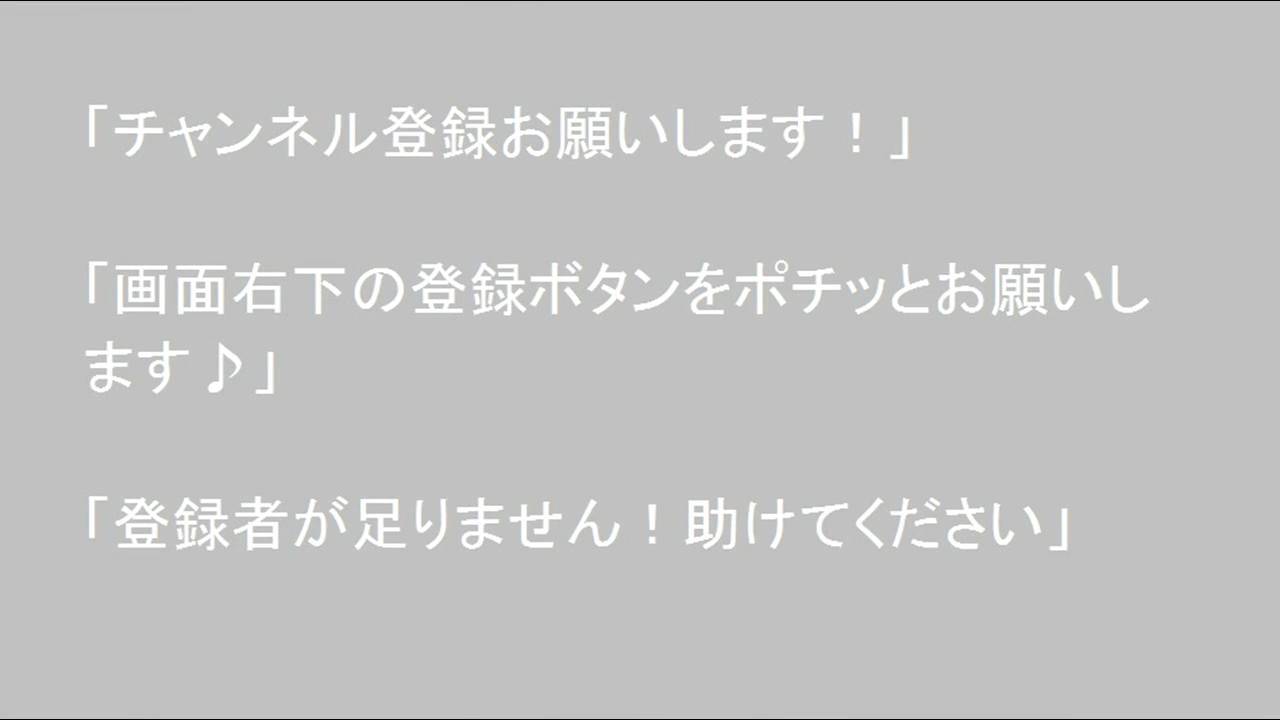 「チャンネル登録お願いします！」
「画面右下の登録ボタンをポチッとお願いし
ます♪」
「登録者が足りません！助けてください」